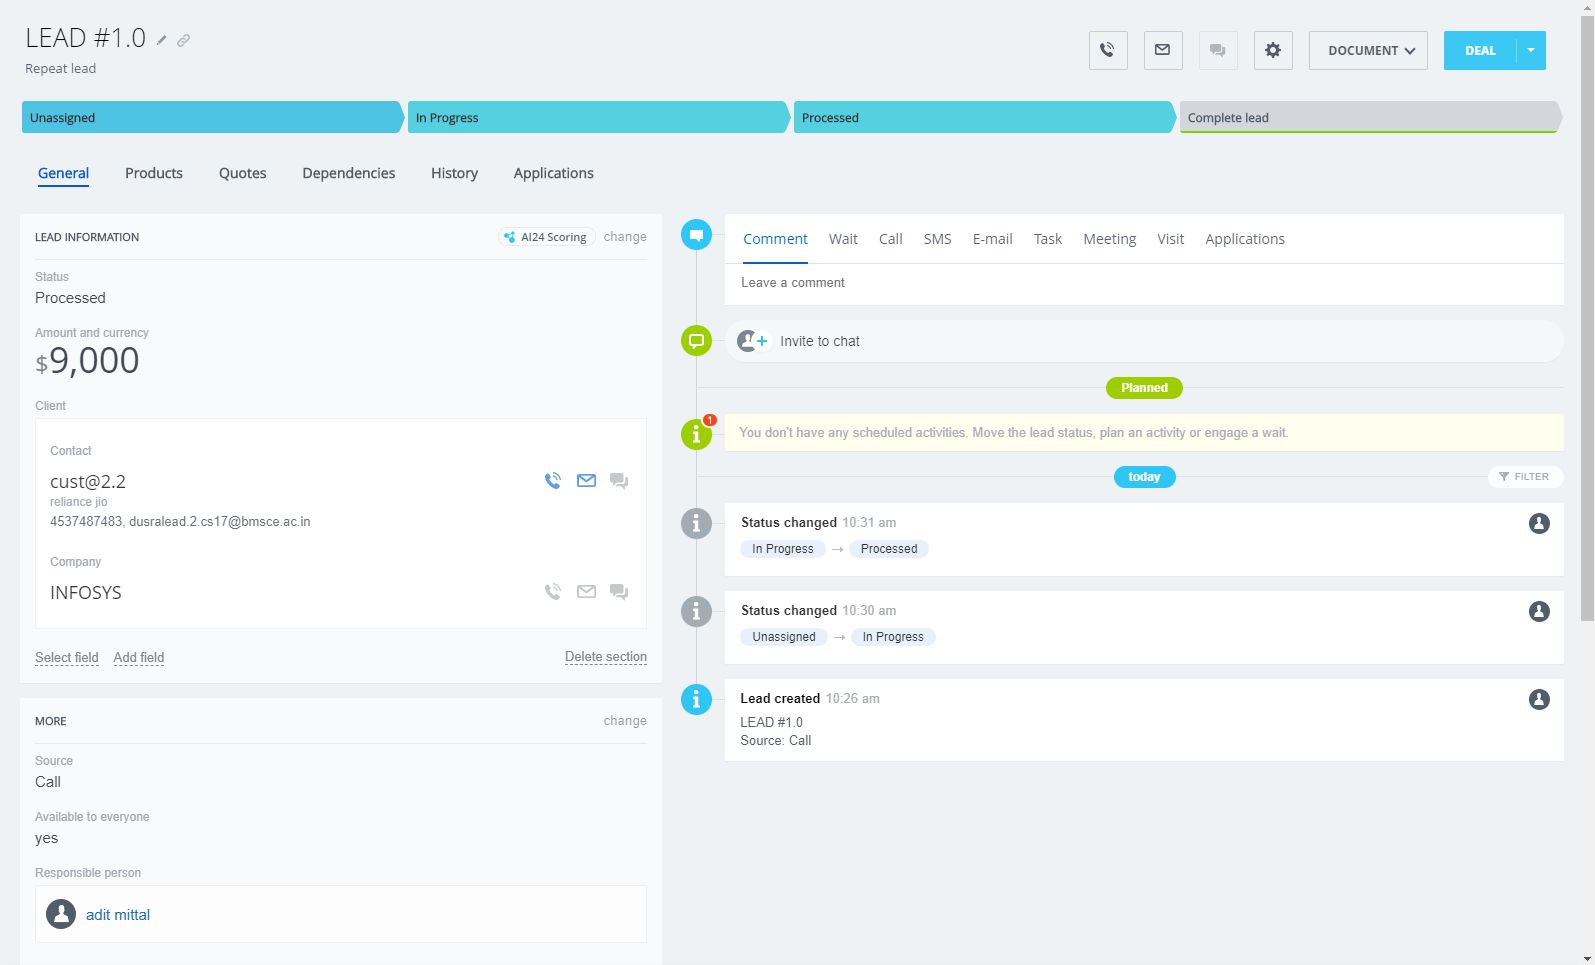 LEAD #1.0
Repeat lead
DOCUMENT
DEAL
Unassigned
In Progress
Processed
Complete lead
General
Products
Quotes
Dependencies
History
Applications
LEAD INFORMATION
AI24 Scoring
change
Status
Processed
Amount and currency
$9,000
Client
Contact
cust@2.2
reliance jio
4537487483, dusralead.2.cs17@bmsce.ac.in
Company
INFOSYS
Select field
Add field
Delete section
MORE
change
Source
Call
Available to everyone
yes
Responsible person
adit mittal
Comment
Wait
Call
SMS
E-mail
Task
Meeting
Visit
Applications
Leave a comment
Invite to chat
Planned
1
You don't have any scheduled activities. Move the lead status, plan an activity or engage a wait.
today
FILTER
Status changed 10:31 am
In Progress → Processed
Status changed 10:30 am
Unassigned → In Progress
Lead created 10:26 am
LEAD #1.0
Source: Call